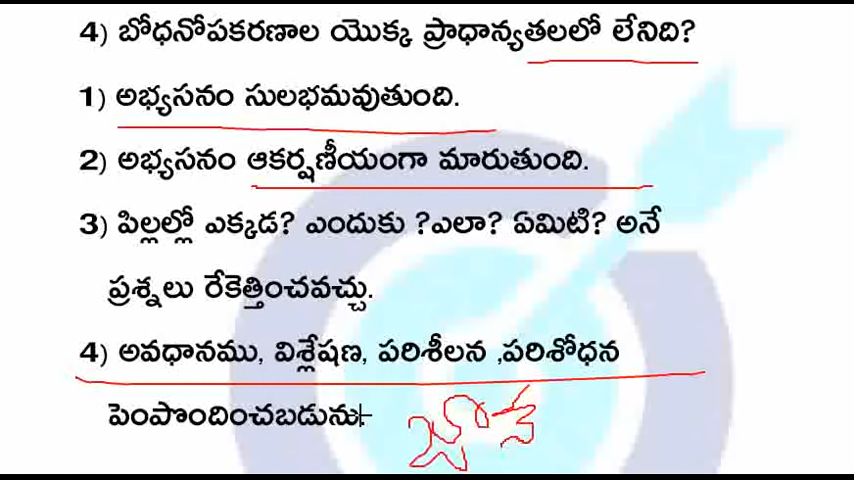 4) బోధనోపకరణాల యొక్క ప్రాధాన్యతలలో లేనిది?
1) అభ్యసనం సులభమవుతుంది.
2) అభ్యసనం ఆకర్షణీయంగా మారుతుంది.
3) పిల్లల్లో ఎక్కడ? ఎందుకు ?ఎలా? ఏమిటి? అనే
ప్రశ్నలు రేకెత్తించవచ్చు.
4) అవధానము, విశ్లేషణ, పరిశీలన ,పరిశోధన
పెంపొందించబడును